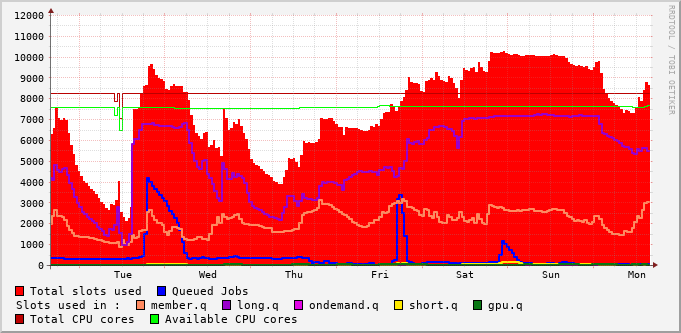 12000
11000
10000
9000
8000
7000
6000
5000
4000
3000
2000
1000
0
Tue Wed Thu Fri Sat Sun Mon
Total slots used Queued Jobs
Slots used in : member.q long.q ondemand.q short.q gpu.q
Total CPU cores Available CPU cores
RRDTOOL / TOBI OETIKER